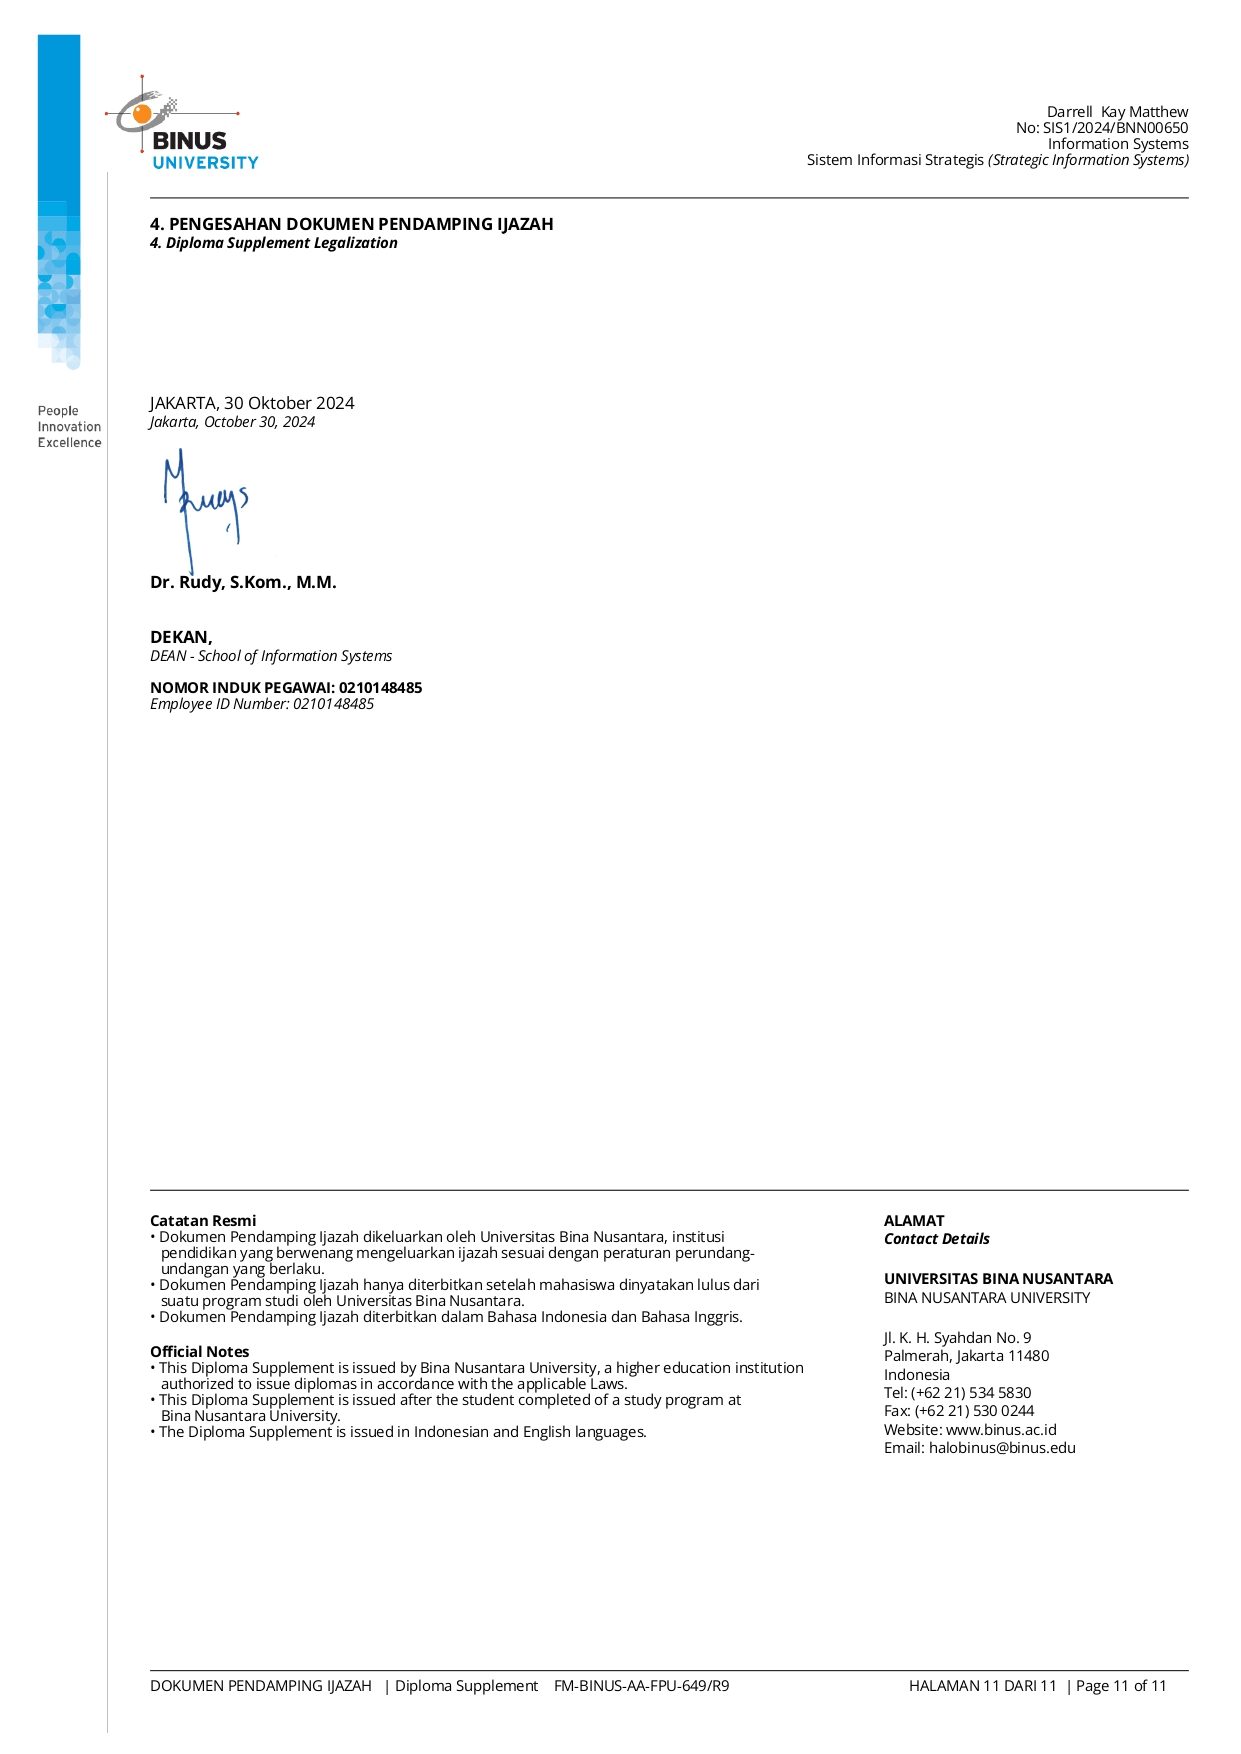 BINUS
UNIVERSITY
People
Innovation
Excellence
Darrell  Kay Matthew
No: SIS1/2024/BNN00650
Information Systems
Sistem Informasi Strategis (Strategic Information Systems)
4. PENGESAHAN DOKUMEN PENDAMPING IJAZAH
4. Diploma Supplement Legalization
JAKARTA, 30 Oktober 2024
Jakarta, October 30, 2024
Dr. Rudy, S.Kom., M.M.
DEKAN,
DEAN - School of Information Systems
NOMOR INDUK PEGAWAI: 0210148485
Employee ID Number: 0210148485
Catatan Resmi
• Dokumen Pendamping Ijazah dikeluarkan oleh Universitas Bina Nusantara, institusi
pendidikan yang berwenang mengeluarkan ijazah sesuai dengan peraturan perundang-
undangan yang berlaku.
• Dokumen Pendamping Ijazah hanya diterbitkan setelah mahasiswa dinyatakan lulus dari
suatu program studi oleh Universitas Bina Nusantara.
• Dokumen Pendamping Ijazah diterbitkan dalam Bahasa Indonesia dan Bahasa Inggris.
Official Notes
• This Diploma Supplement is issued by Bina Nusantara University, a higher education institution
authorized to issue diplomas in accordance with the applicable Laws.
• This Diploma Supplement is issued after the student completed of a study program at
Bina Nusantara University.
• The Diploma Supplement is issued in Indonesian and English languages.
ALAMAT
Contact Details
UNIVERSITAS BINA NUSANTARA
BINA NUSANTARA UNIVERSITY
Jl. K. H. Syahdan No. 9
Palmerah, Jakarta 11480
Indonesia
Tel: (+62 21) 534 5830
Fax: (+62 21) 530 0244
Website: www.binus.ac.id
Email: halobinus@binus.edu
DOKUMEN PENDAMPING IJAZAH | Diploma Supplement FM-BINUS-AA-FPU-649/R9
HALAMAN 11 DARI 11 | Page 11 of 11